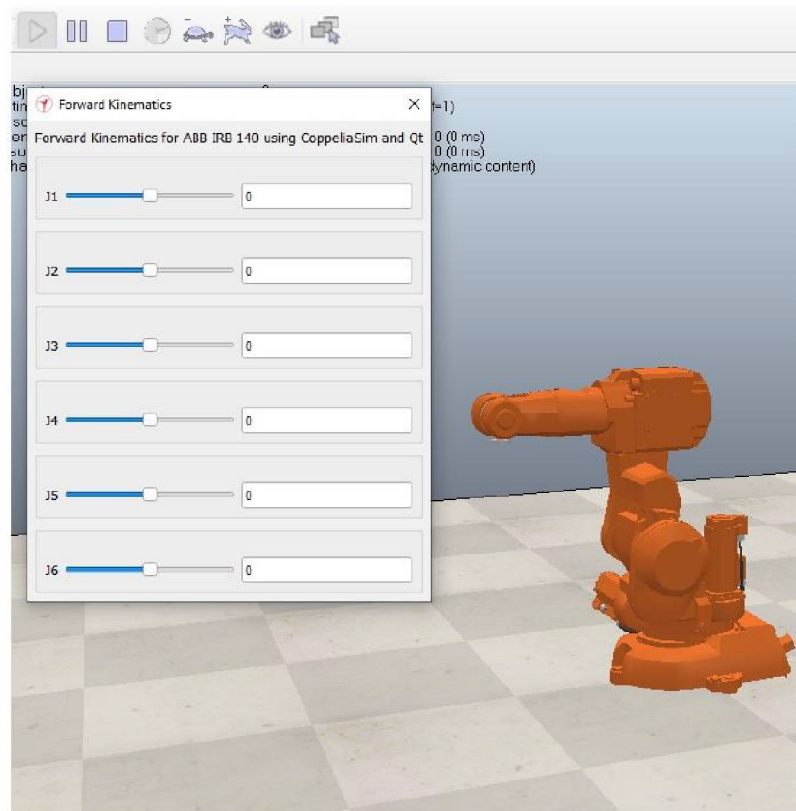 Forward Kinematics
t=1)
Forward Kinematics for ABB IRB 140 using CoppeliaSim and Qt
0 (0 ms)
0 (0 ms)
dynamic content)
J1 0
J2 0
J3 0
J4 0
J5 0
J6 0